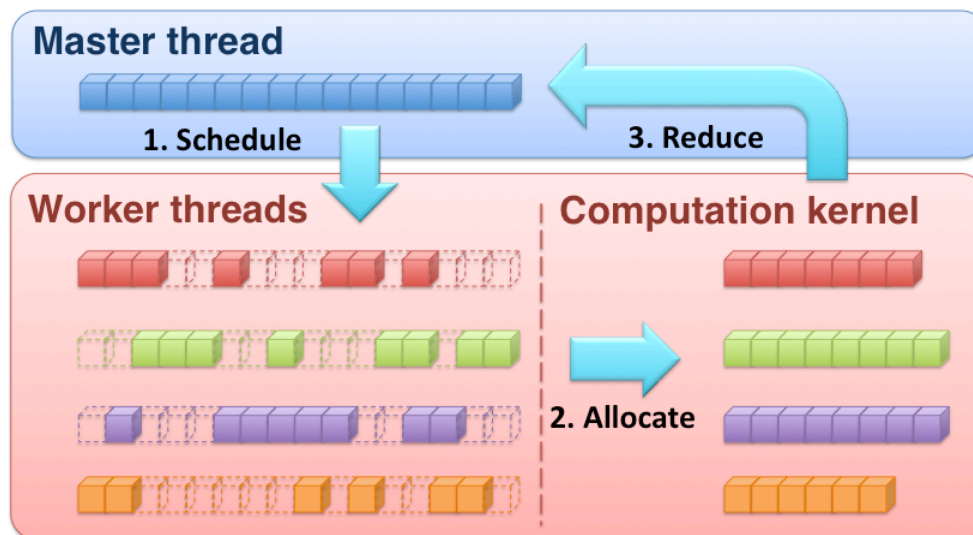 Master thread
1. Schedule
3. Reduce
Worker threads
Computation kernel
2. Allocate